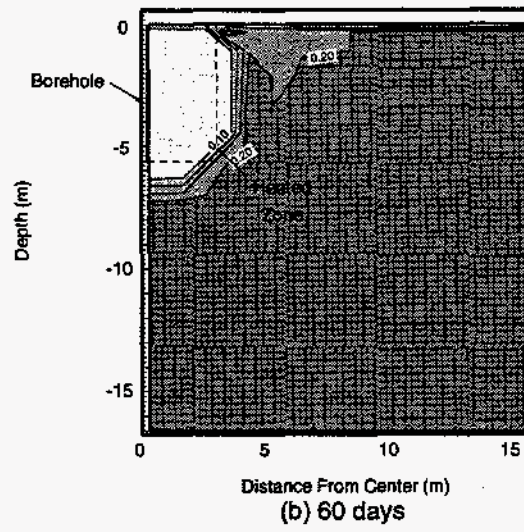 0
Borehole
0.20
0.10
-5
0.20
Heated
Zone
Depth (m)
-10
-15
0
5
10
15
Distance From Center (m)
(b) 60 days